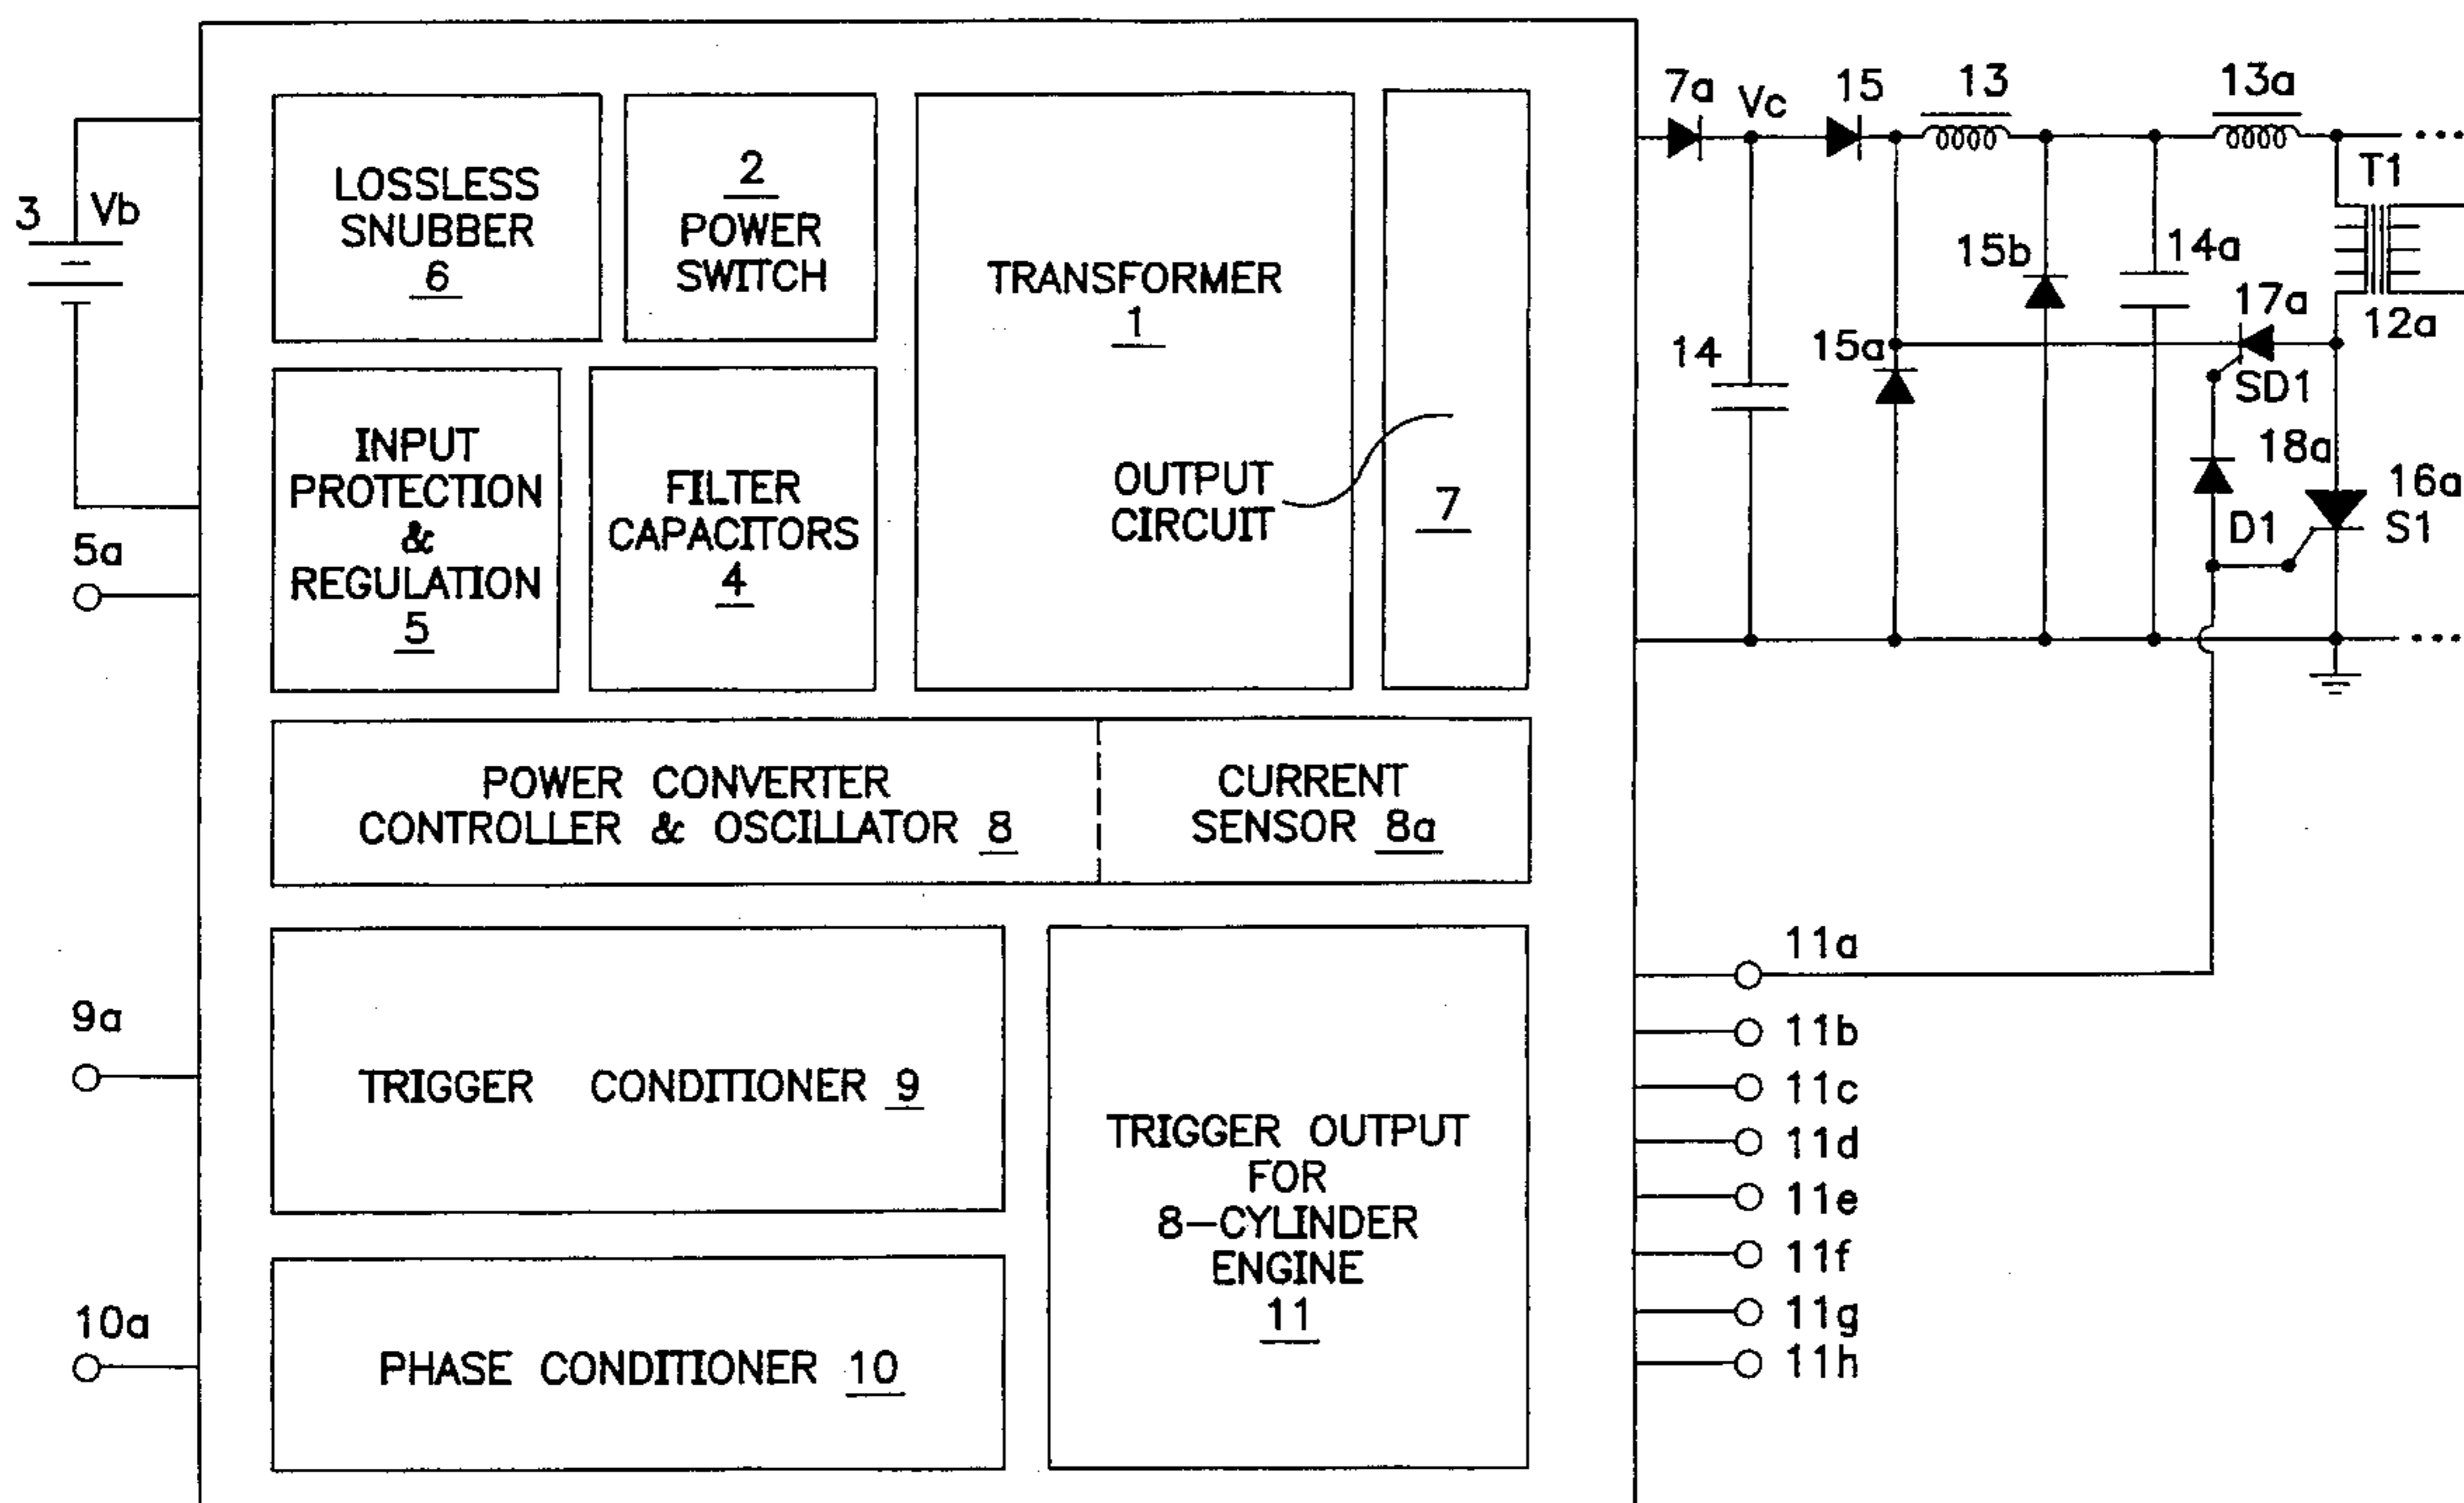 3
Vb
5a
9a
10a
LOSSLESS
SNUBBER
6
2
POWER
SWITCH
TRANSFORMER
1
OUTPUT
CIRCUIT
7
INPUT
PROTECTION
&
REGULATION
5
FILTER
CAPACITORS
4
POWER CONVERTER
CONTROLLER & OSCILLATOR 8
CURRENT
SENSOR 8a
TRIGGER CONDITIONER 9
PHASE CONDITIONER 10
TRIGGER OUTPUT
FOR
8-CYLINDER
ENGINE
11
7a
Vc
15
13
13a
T1
12a
14
15a
15b
14a
17a
SD1
18a
D1
16a
S1
11a
11b
11c
11d
11e
11f
11g
11h